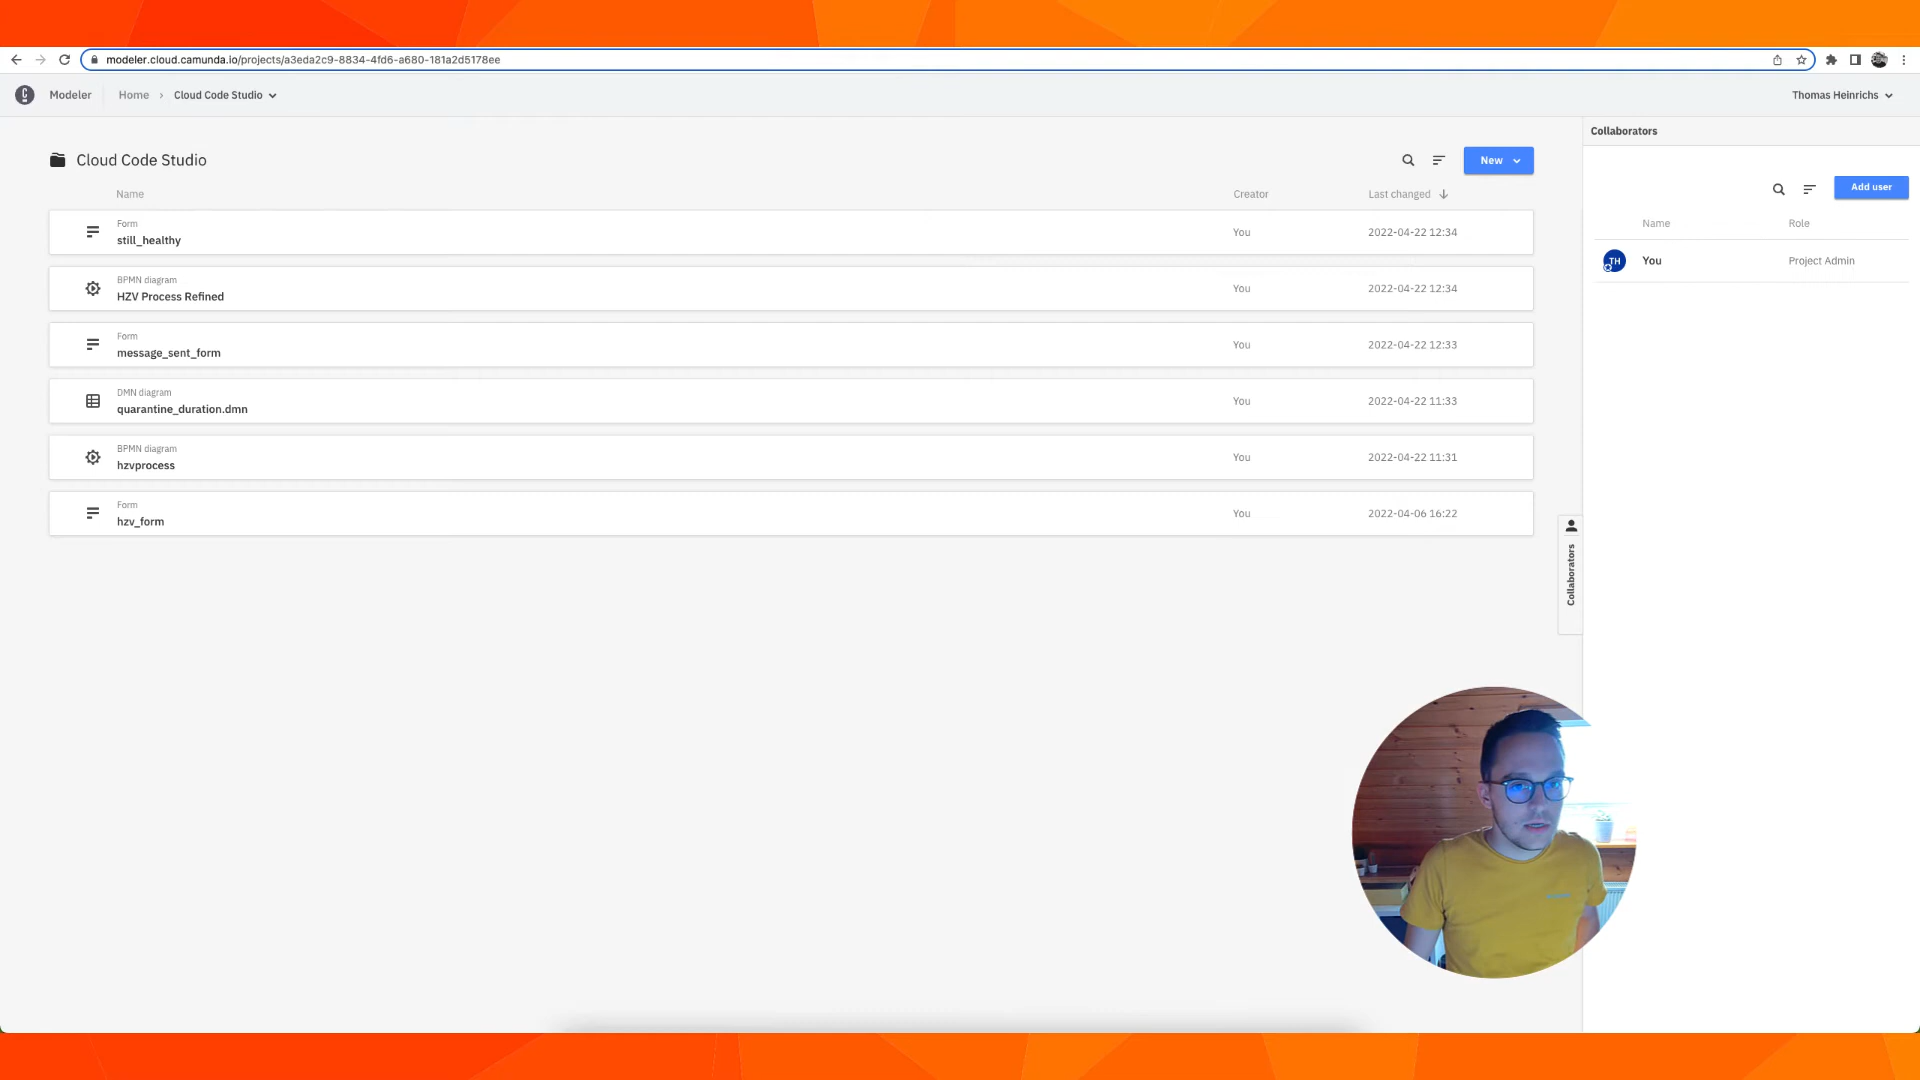 modeler.cloud.camunda.io/projects/a3eda2c9-8834-4fd6-a680-181a2d5178ee
Modeler Home › Cloud Code Studio Thomas Heinrichs
Collaborators
Cloud Code Studio New
Add user
Name Creator Last changed
Name Role
Form
still_healthy You 2022-04-22 12:34
TH You Project Admin
BPMN diagram
HZV Process Refined You 2022-04-22 12:34
Form
message_sent_form You 2022-04-22 12:33
DMN diagram
quarantine_duration.dmn You 2022-04-22 11:33
BPMN diagram
hzvprocess You 2022-04-22 11:31
Form
hzv_form You 2022-04-06 16:22
Collaborators